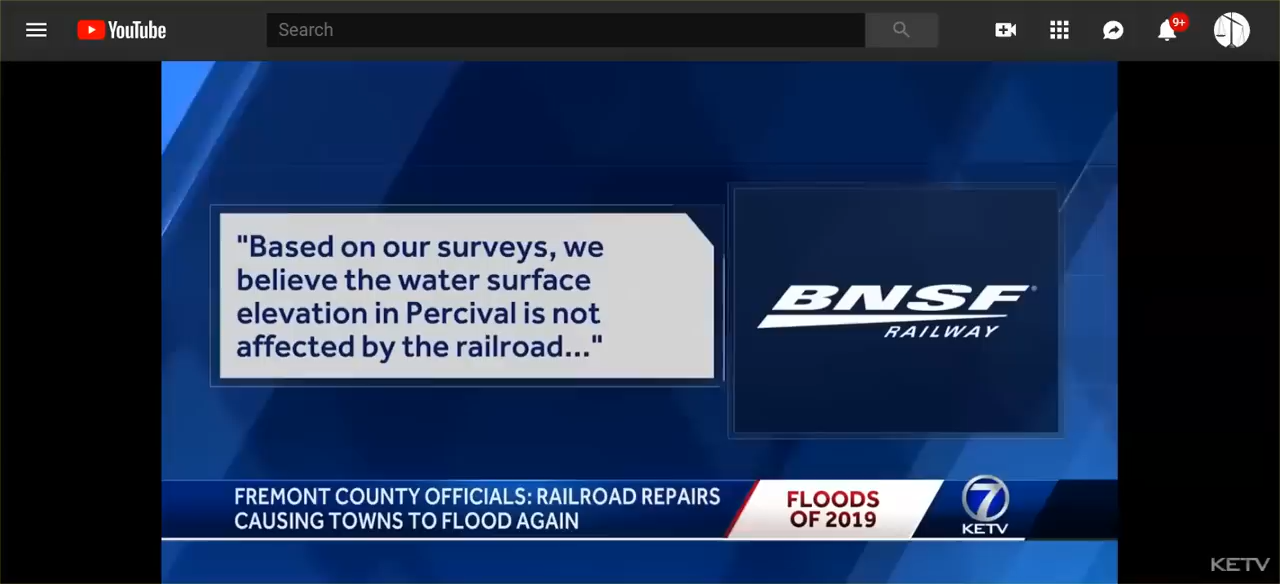 YouTube
Search
9+
"Based on our surveys, we
believe the water surface
elevation in Percival is not
affected by the railroad..."
BNSF
RAILWAY
FREMONT COUNTY OFFICIALS: RAILROAD REPAIRS
CAUSING TOWNS TO FLOOD AGAIN
FLOODS
OF 2019
7
KETV
KETV